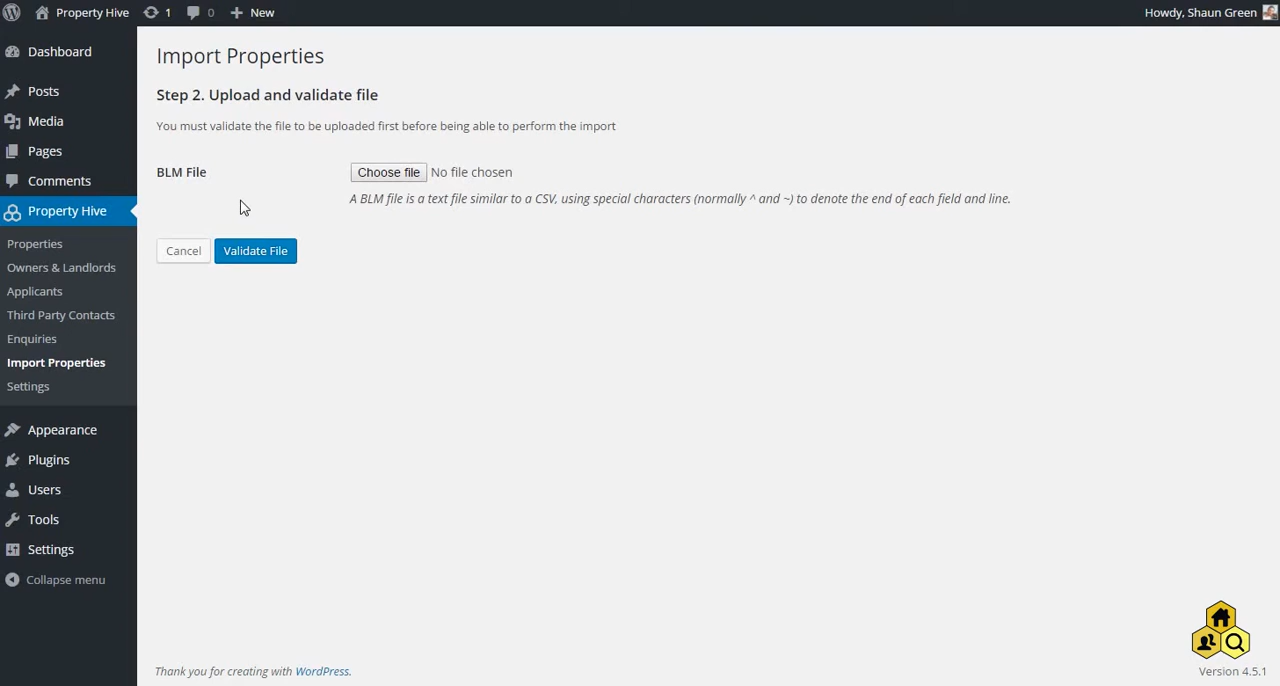 Property Hive 1 0 New Howdy, Shaun Green
Dashboard
Posts
Media
Pages
Comments
Property Hive
Properties
Owners & Landlords
Applicants
Third Party Contacts
Enquiries
Import Properties
Settings
Appearance
Plugins
Users
Tools
Settings
Collapse menu
Import Properties
Step 2. Upload and validate file
You must validate the file to be uploaded first before being able to perform the import
BLM File Choose file No file chosen
A BLM file is a text file similar to a CSV, using special characters (normally ^ and ~) to denote the end of each field and line.
Cancel Validate File
Thank you for creating with WordPress. Version 4.5.1